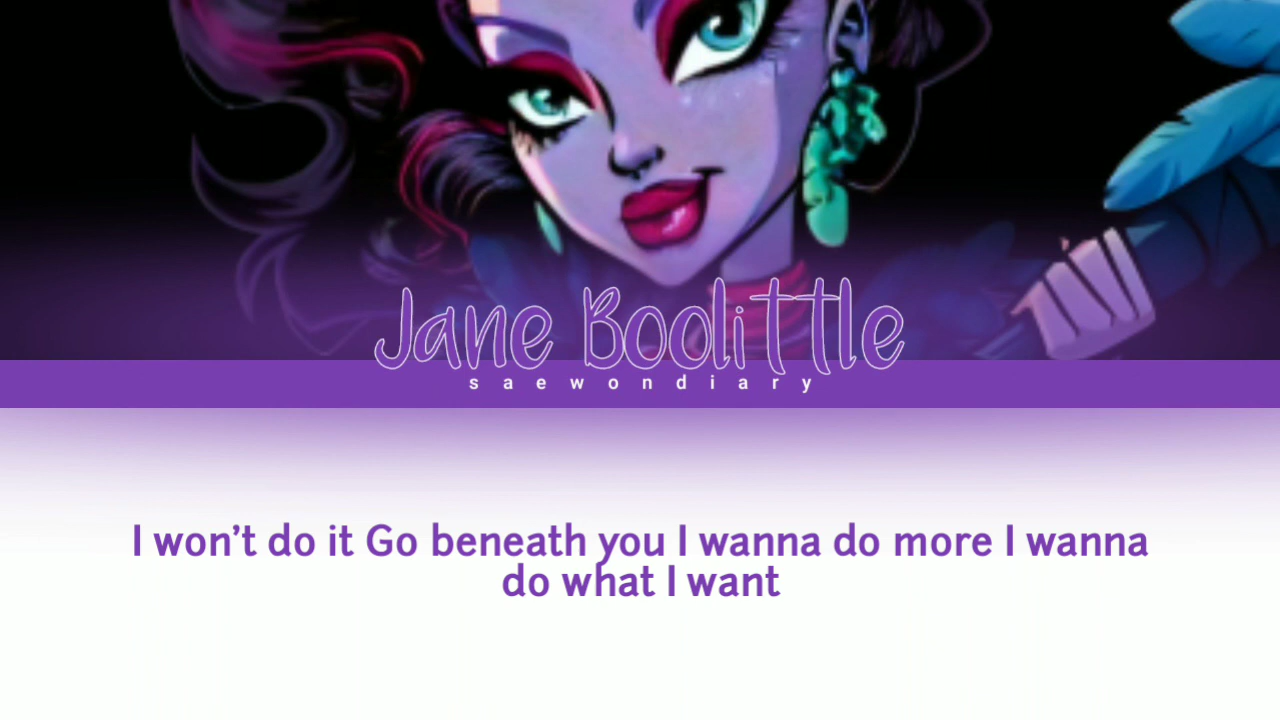 Jane Boolittle
saewondiary
I won't do it Go beneath you I wanna do more I wanna
do what I want